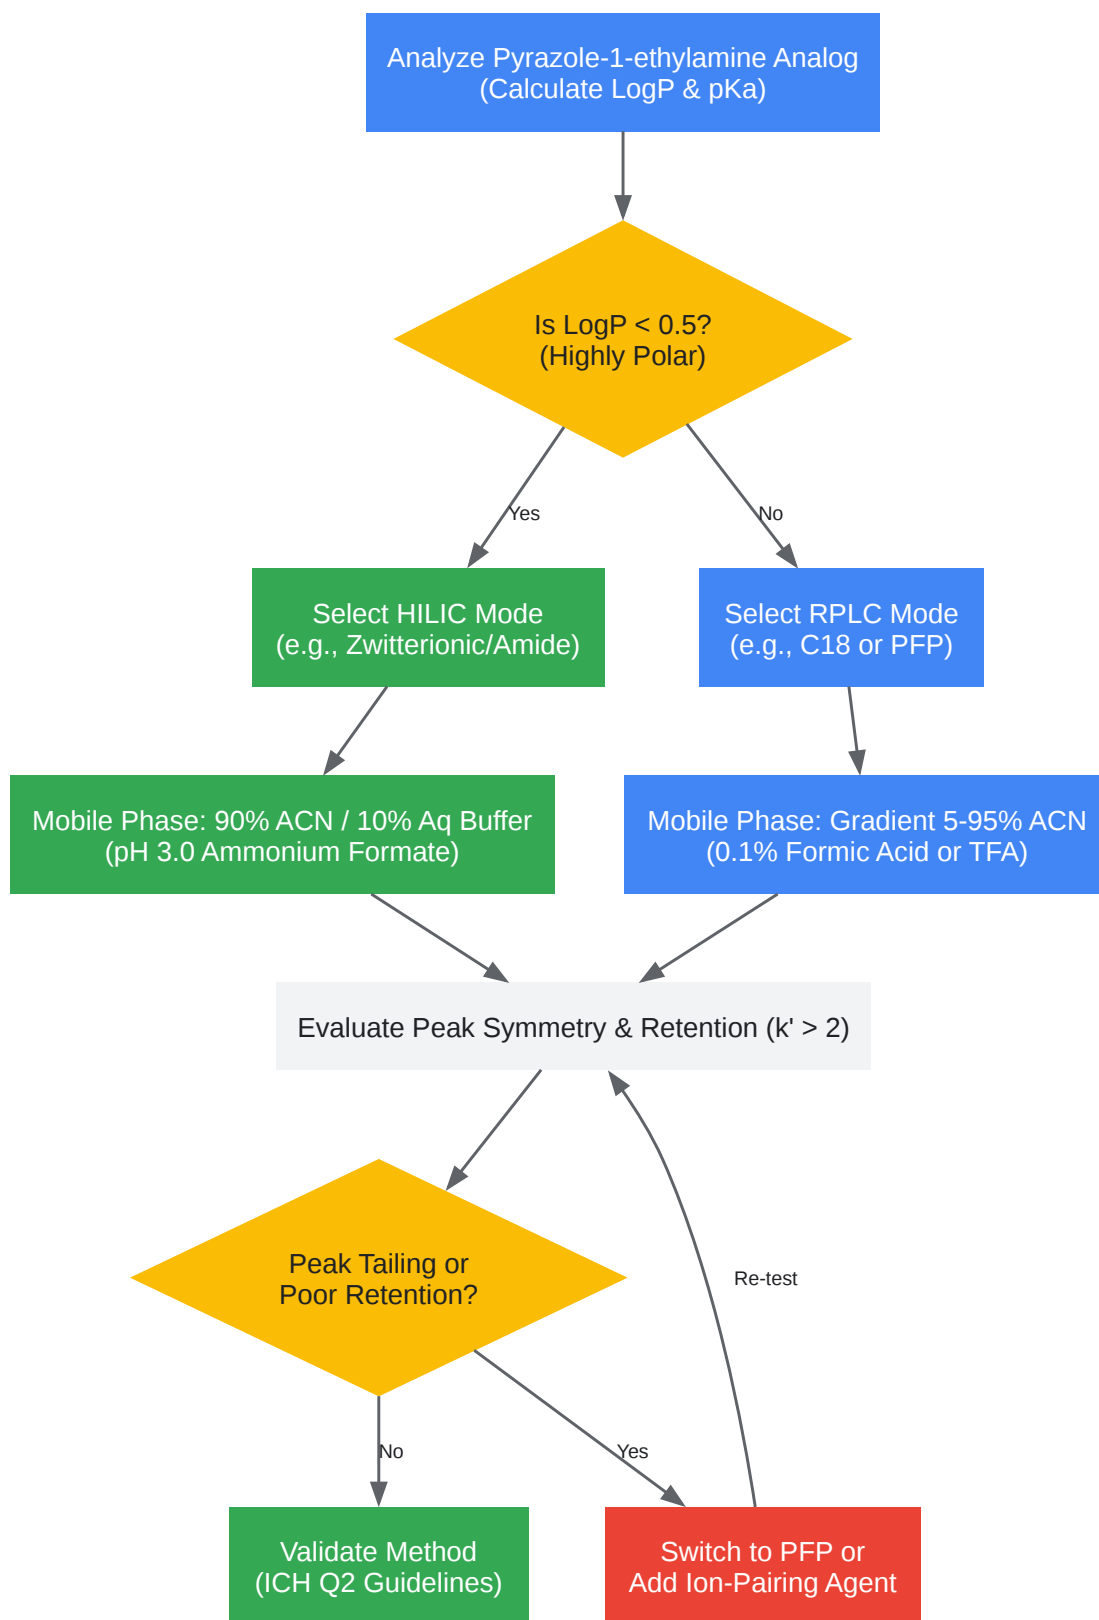 Analyze Pyrazole-1-ethylamine Analog
(Calculate LogP & pKa)
Is LogP < 0.5?
(Highly Polar)
Yes
No
Select HILIC Mode
(e.g., Zwitterionic/Amide)
Select RPLC Mode
(e.g., C18 or PFP)
Mobile Phase: 90% ACN / 10% Aq Buffer
(pH 3.0 Ammonium Formate)
Mobile Phase: Gradient 5-95% ACN
(0.1% Formic Acid or TFA)
Evaluate Peak Symmetry & Retention (k' > 2)
Peak Tailing or
Poor Retention?
Re-test
No
Yes
Validate Method
(ICH Q2 Guidelines)
Switch to PFP or
Add Ion-Pairing Agent